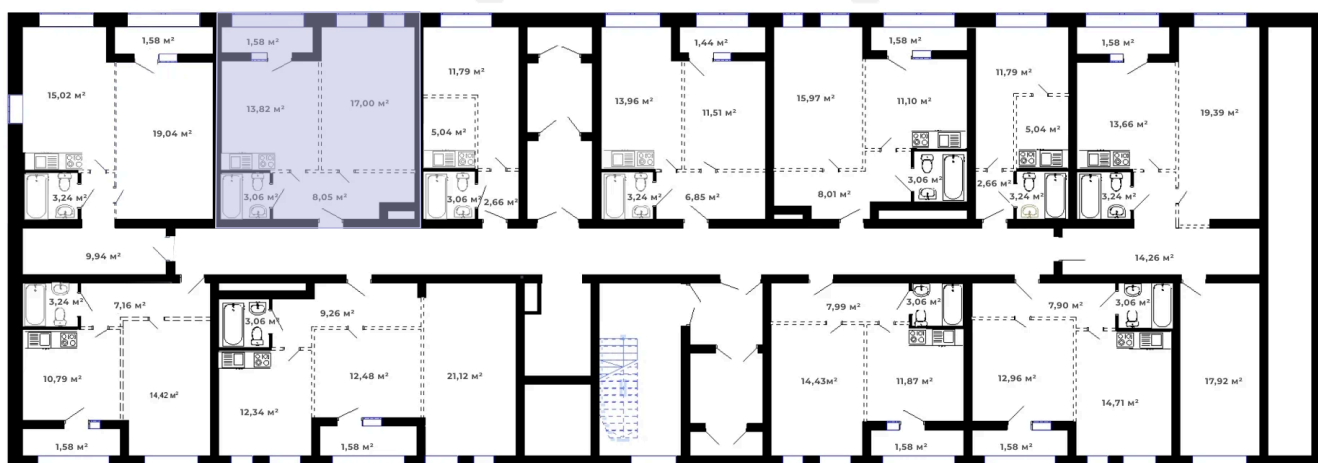 1,58 м²
1,58 м²
1,44 м²
1,58 м²
1,58 м²
15,02 м²
19,04 м²
13,82 м²
17,00 м²
11,79 м²
5,04 м²
13,96 м²
11,51 м²
15,97 м²
11,10 м²
11,79 м²
5,04 м²
13,66 м²
19,39 м²
3,24 м²
3,06 м²
8,05 м²
3,06 м²
2,66 м²
3,24 м²
6,85 м²
8,01 м²
3,06 м²
2,66 м²
3,24 м²
3,24 м²
9,94 м²
14,26 м²
3,24 м²
7,16 м²
3,06 м²
9,26 м²
7,99 м²
3,06 м²
7,90 м²
3,06 м²
10,79 м²
14,42 м²
12,34 м²
12,48 м²
21,12 м²
14,43м²
11,87 м²
12,96 м²
14,71 м²
17,92 м²
1,58 м²
1,58 м²
1,58 м²
1,58 м²